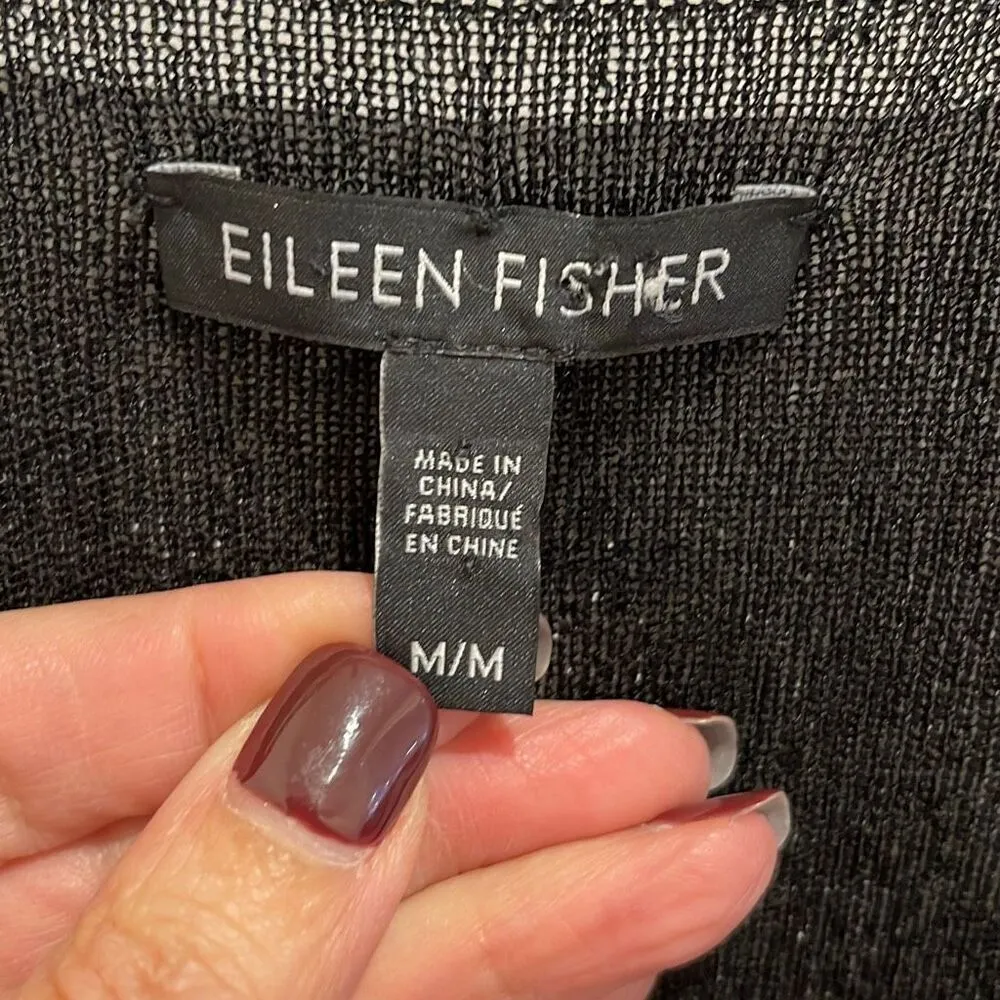 EILEEN FISHER
MADE IN
CHINA/
FABRIQUÉ
EN CHINE
M/M